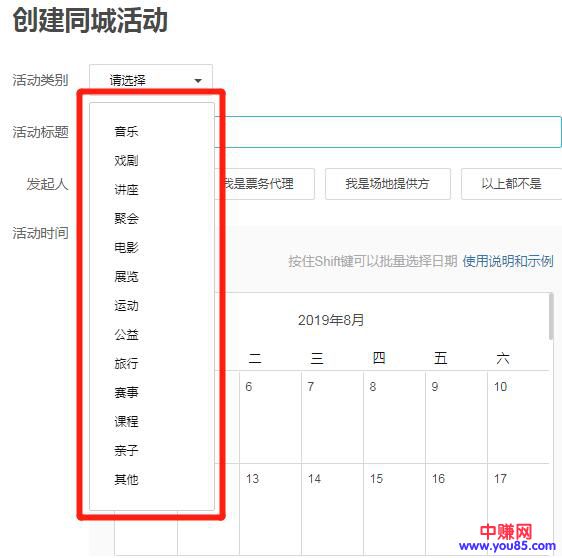 创建同城活动
活动类别 请选择
活动标题
音乐
戏剧
发起人 我是票务代理 我是场地提供方 以上都不是
讲座
聚会
活动时间
电影
按住Shift键可以批量选择日期 使用说明和示例
展览
运动
2019年8月
公益
旅行
二 三 四 五 六
赛事
6 7 8 9 10
课程
亲子
其他
13 14 15 16 17
中赚网
www.you85.com